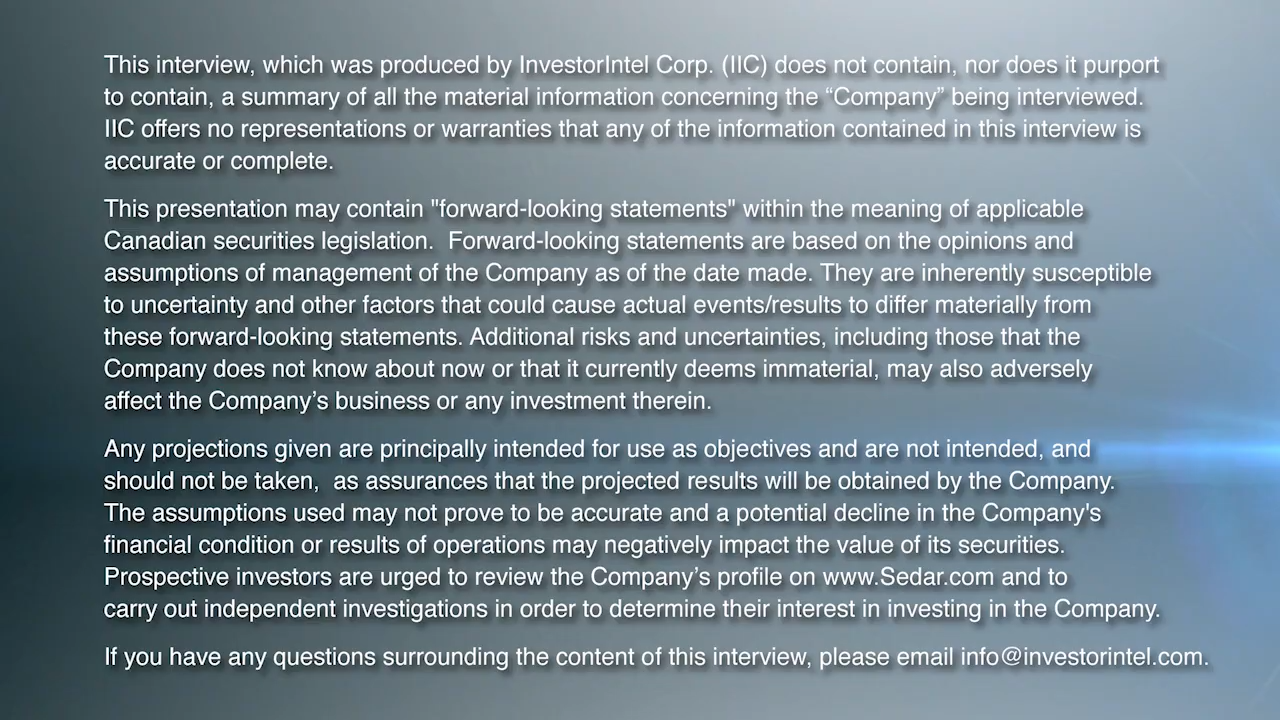 This interview, which was produced by InvestorIntel Corp. (IIC) does not contain, nor does it purport
to contain, a summary of all the material information concerning the “Company” being interviewed.
IIC offers no representations or warranties that any of the information contained in this interview is
accurate or complete.
This presentation may contain "forward-looking statements" within the meaning of applicable
Canadian securities legislation.  Forward-looking statements are based on the opinions and
assumptions of management of the Company as of the date made. They are inherently susceptible
to uncertainty and other factors that could cause actual events/results to differ materially from
these forward-looking statements. Additional risks and uncertainties, including those that the
Company does not know about now or that it currently deems immaterial, may also adversely
affect the Company’s business or any investment therein.
Any projections given are principally intended for use as objectives and are not intended, and
should not be taken,  as assurances that the projected results will be obtained by the Company.
The assumptions used may not prove to be accurate and a potential decline in the Company's
financial condition or results of operations may negatively impact the value of its securities.
Prospective investors are urged to review the Company’s profile on www.Sedar.com and to
carry out independent investigations in order to determine their interest in investing in the Company.
If you have any questions surrounding the content of this interview, please email info@investorintel.com.